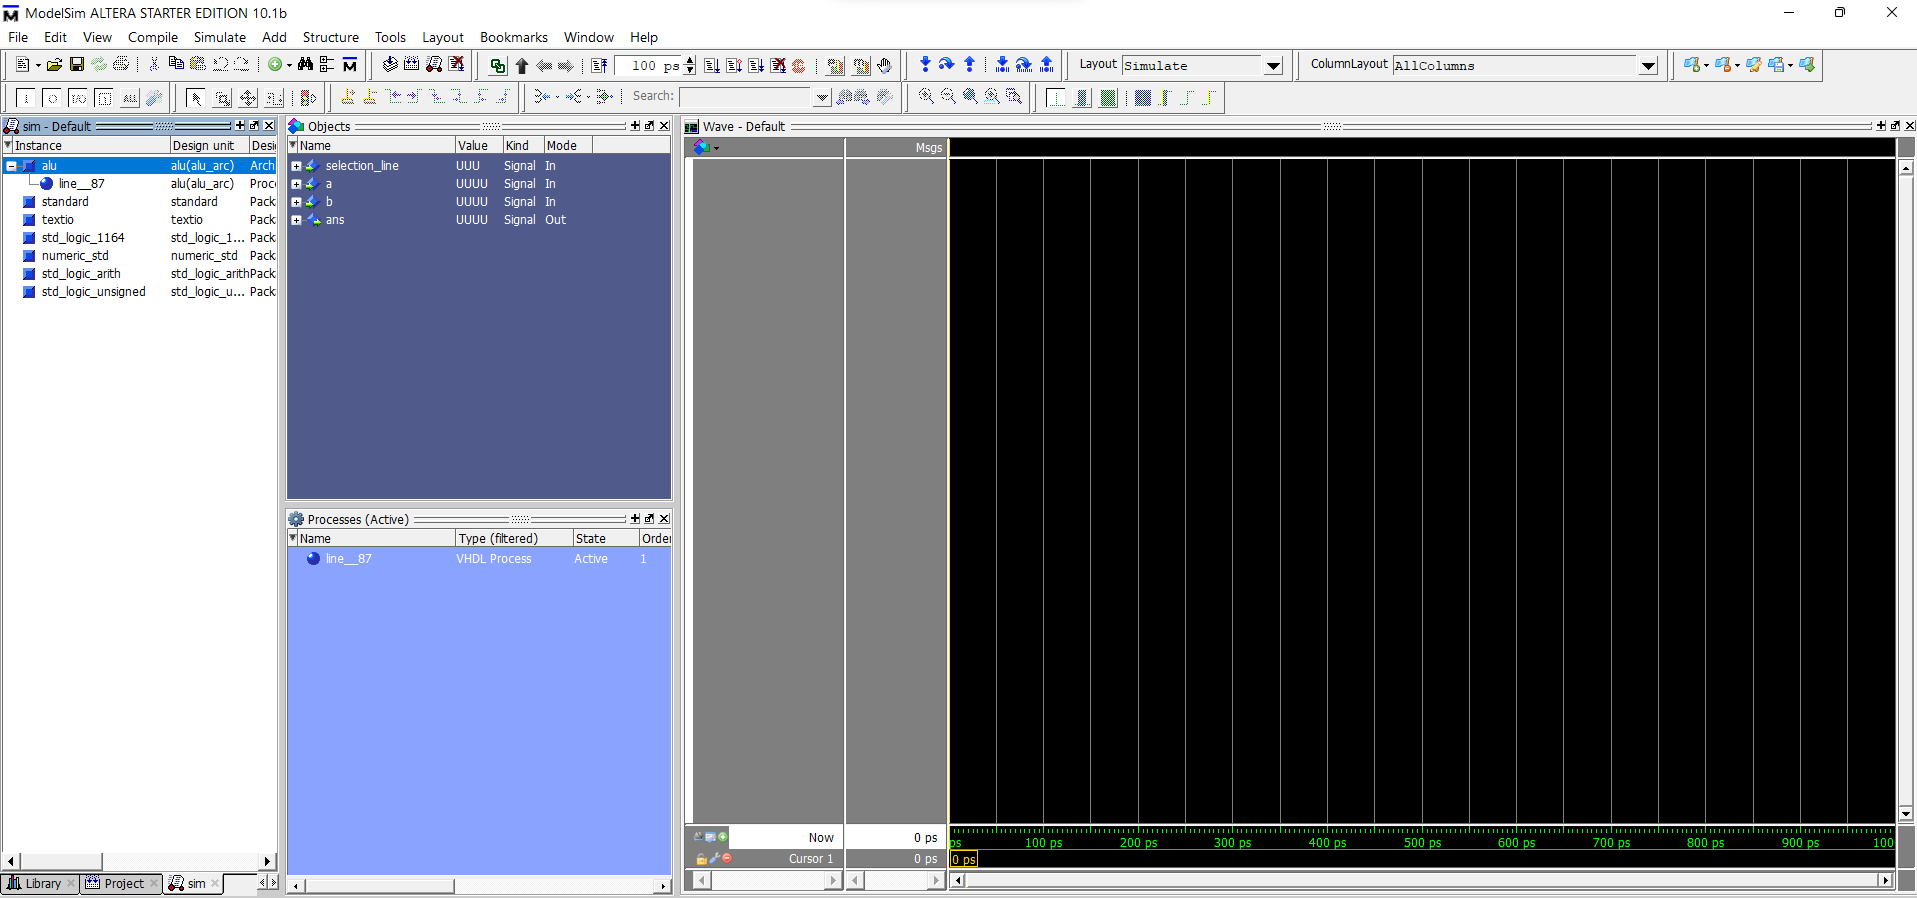 ModelSim ALTERA STARTER EDITION 10.1b
File Edit View Compile Simulate Add Structure Tools Layout Bookmarks Window Help
100 ps
Layout Simulate
ColumnLayout AllColumns
Search:
sim - Default
Instance Design unit Desi
alu alu(alu_arc) Arch
line__87 alu(alu_arc) Proc
standard standard Pack
textio textio Pack
std_logic_1164 std_logic_1... Pack
numeric_std numeric_std Pack
std_logic_arith std_logic_arith Pack
std_logic_unsigned std_logic_u... Pack
Library Project sim
Objects
Name Value Kind Mode
selection_line UUU Signal In
a UUUU Signal In
b UUUU Signal In
ans UUUU Signal Out
Processes (Active)
Name Type (filtered) State Order
line__87 VHDL Process Active 1
Wave - Default
Msgs
Now 0 ps
ps 100 ps 200 ps 300 ps 400 ps 500 ps 600 ps 700 ps 800 ps 900 ps 100
Cursor 1 0 ps
0 ps